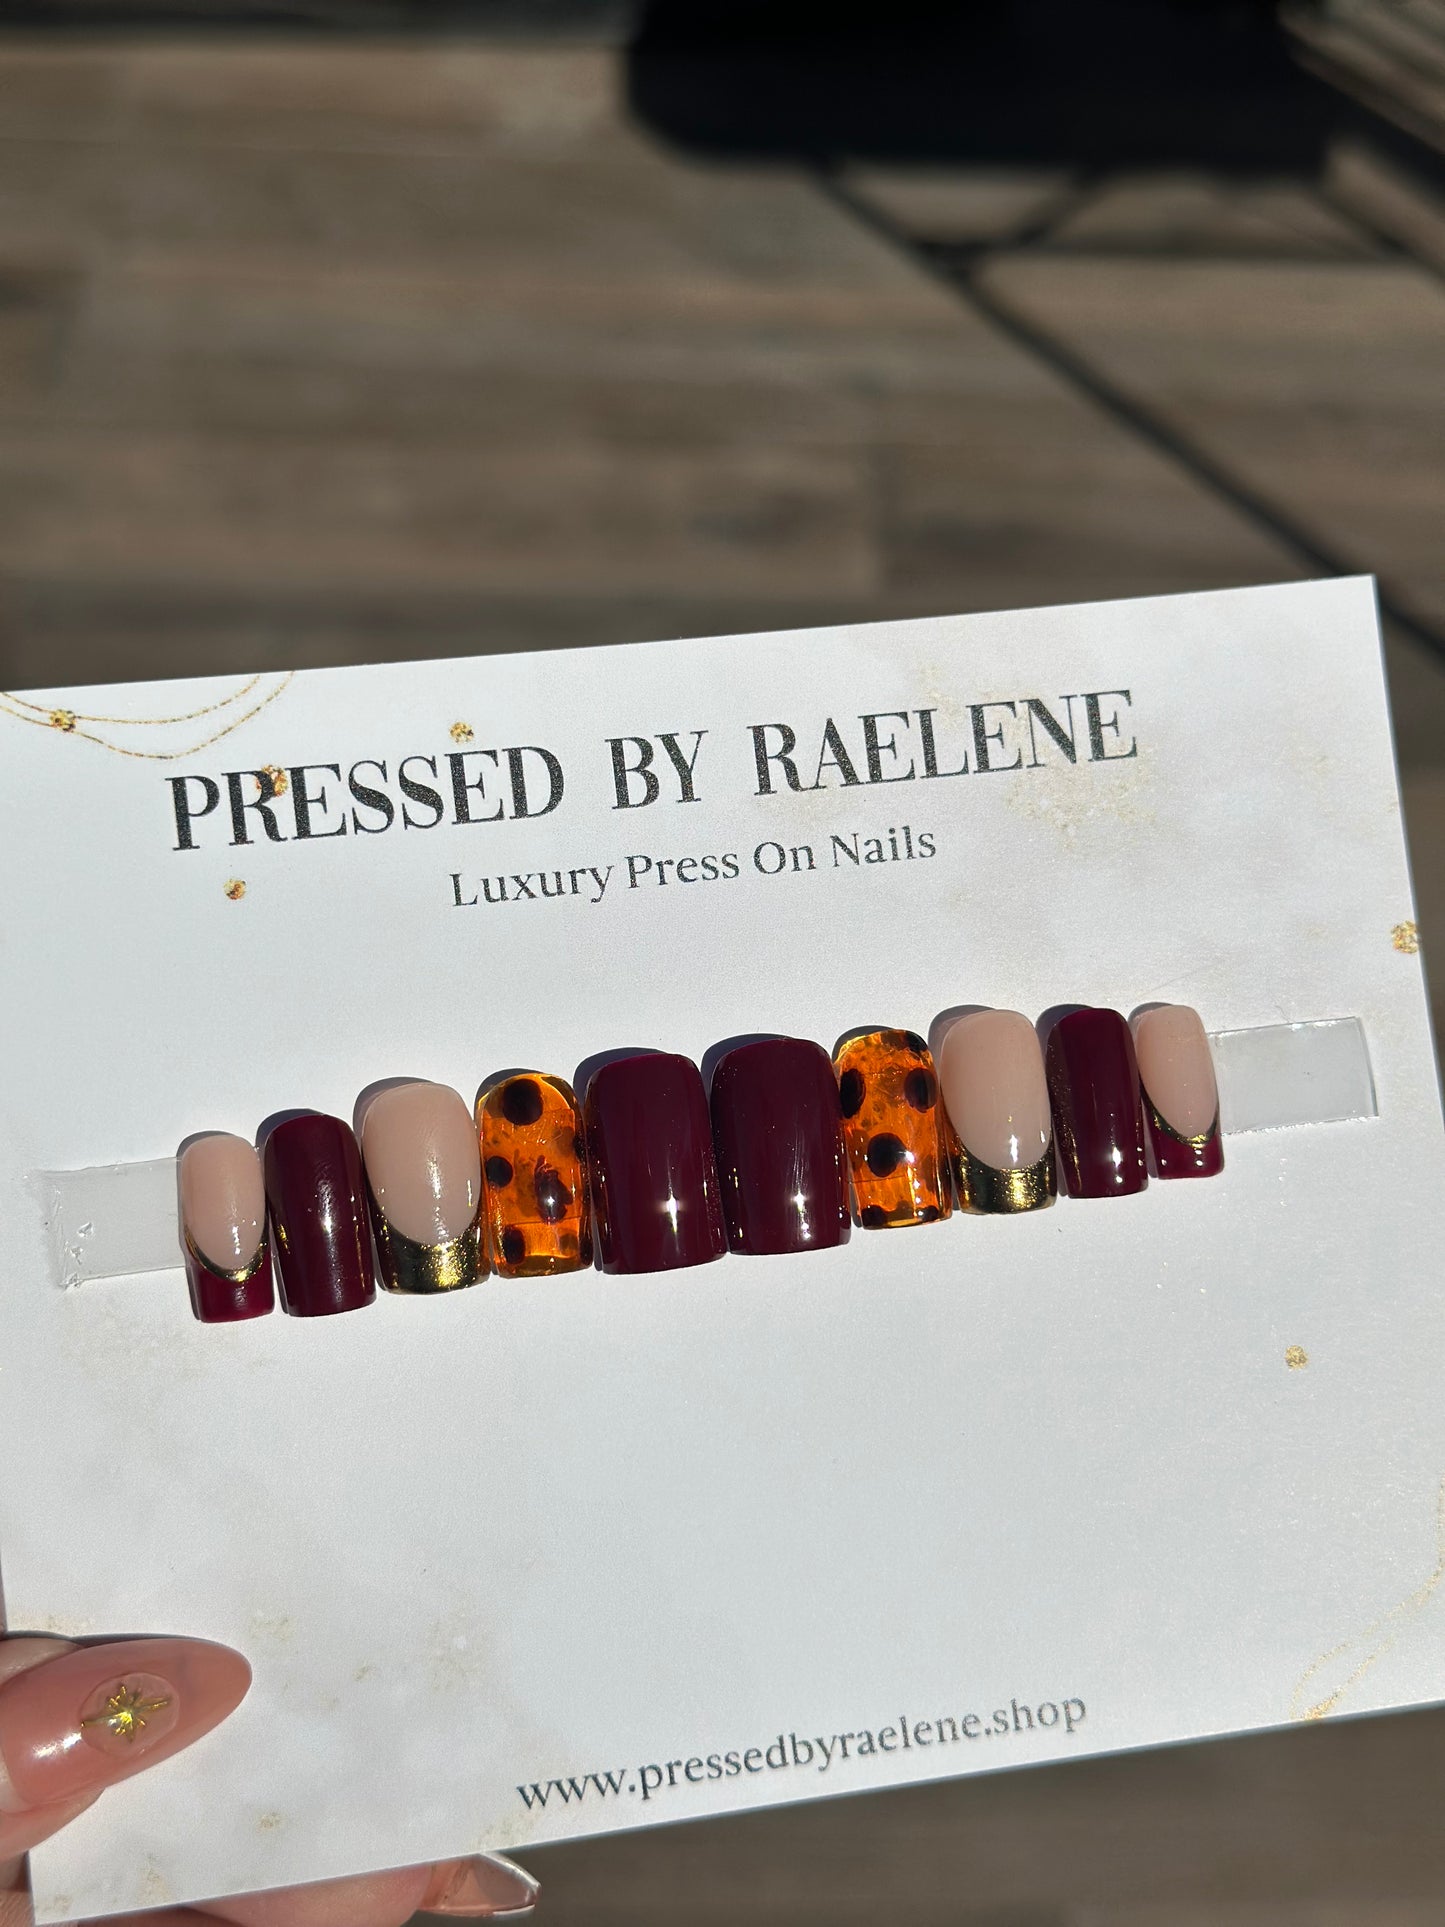 PRESSED BY RAELENE
Luxury Press On Nails
www.pressedbyraelene.shop